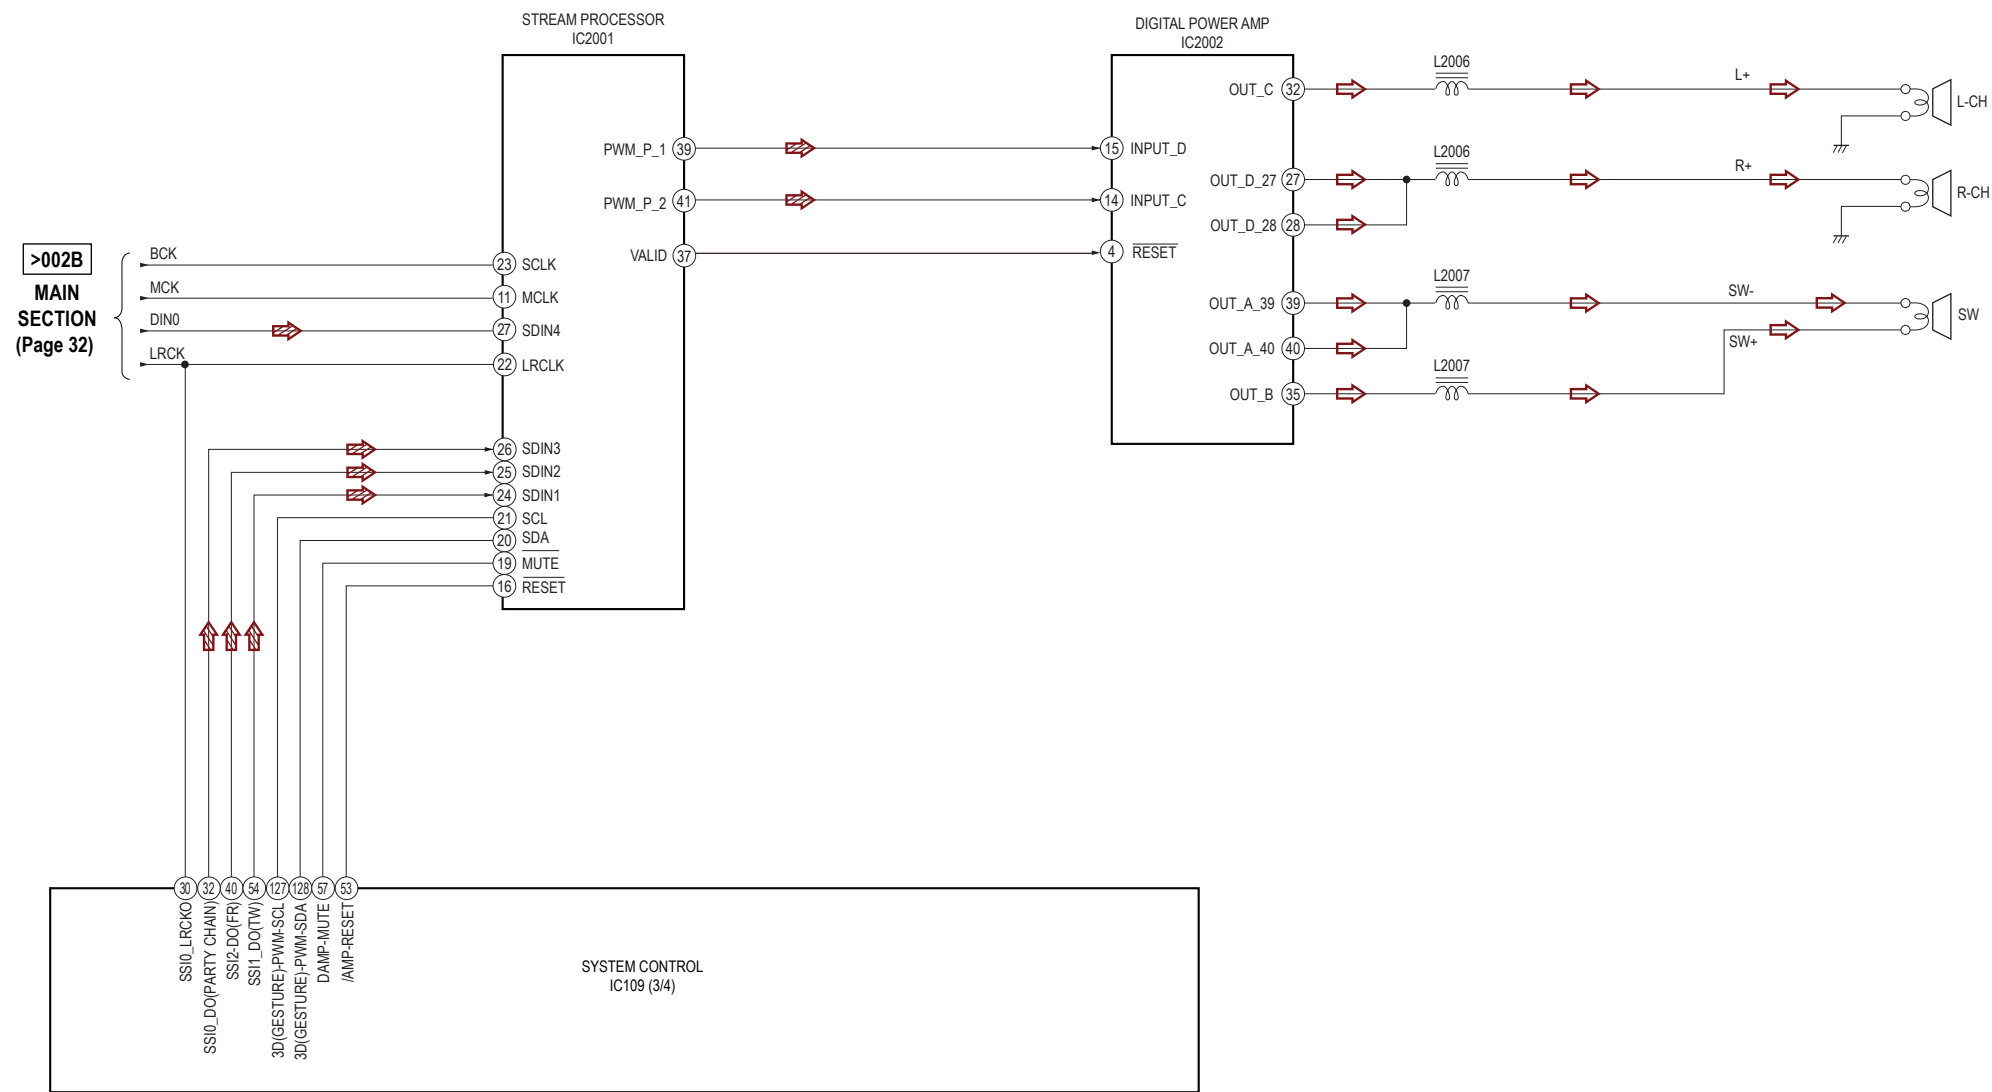 STREAM PROCESSOR
IC2001
DIGITAL POWER AMP
IC2002
PWM_P_1 39
PWM_P_2 41
VALID 37
15 INPUT_D
14 INPUT_C
4 RESET
OUT_C 32
L2006
L+
L-CH
OUT_D_27 27
L2006
R+
R-CH
OUT_D_28 28
OUT_A_39 39
L2007
SW-
SW
OUT_A_40 40
SW+
OUT_B 35
L2007
>002B
MAIN
SECTION
(Page 32)
BCK
23 SCLK
MCK
11 MCLK
DIN0
27 SDIN4
LRCK
22 LRCLK
26 SDIN3
25 SDIN2
24 SDIN1
21 SCL
20 SDA
19 MUTE
16 RESET
30 SSI0_LRCKO
32 SSI0_DO(PARTY CHAIN)
40 SSI2-DO(FR)
54 SSI1_DO(TW)
127 3D(GESTURE)-PWM-SCL
128 3D(GESTURE)-PWM-SDA
57 DAMP-MUTE
53 /AMP-RESET
SYSTEM CONTROL
IC109 (3/4)